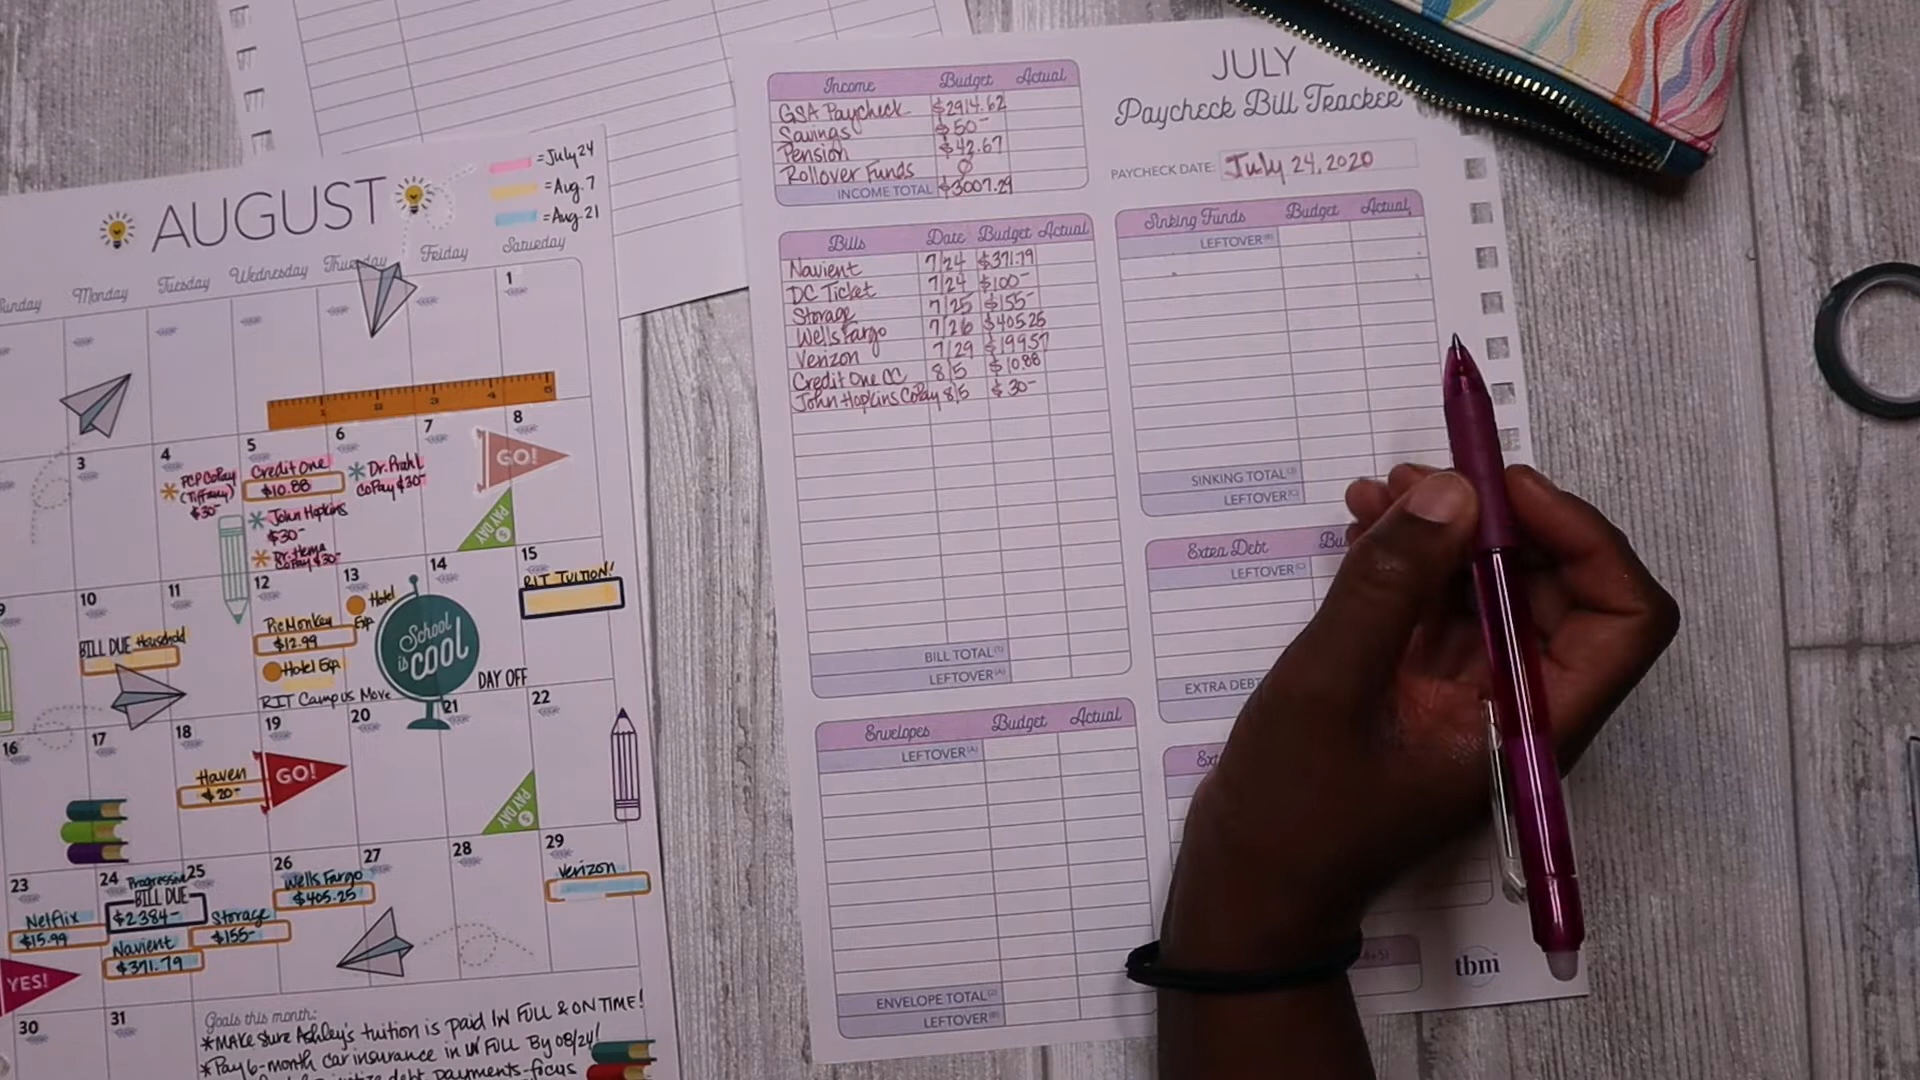 AUGUST
=July 24
=Aug. 7
=Aug. 21
Monday Tuesday Wednesday Thursday Friday Saturday
1
3 4 5 6 7 8
PCP CoPay
(Tiffany)
$30-
Credit One
$10.88
John Hopkins
$30-
Dr. Hema
CoPay $30-
CoPay $30-
GO!
PAY DAY
$
10 11 12 13 14 15
BILL DUE Household
PicMonkey
$12.99
Hotel Exp.
RIT Campus Move
Hotel
Exp.
School
is COOL
DAY OFF
RIT TUITION!
16 17 18 19 20 21 22
Haven
$20-
GO!
PAY DAY
$
23 24 25 26 27 28 29
Netflix
$15.99
Progressive
BILL DUE
$2384-
Navient
$371.79
Storage
$155-
Wells Fargo
$405.25
Verizon
YES!
30 31
Goals this month:
*MAKE sure Ashley's tuition is paid IN FULL & ON TIME!
*Pay 6-month car insurance in FULL By 08/24!
debt payments-focus
JULY
Paycheck Bill Tracker
PAYCHECK DATE: July 24, 2020
Income Budget Actual
GSA Paycheck $2914.62
Savings $50-
Pension $42.67
Rollover Funds 0
INCOME TOTAL $3007.29
Bills Date Budget Actual
Navient 7/24 $371.79
DC Ticket 7/24 $100-
Storage 7/25 $155-
Wells Fargo 7/26 $405.25
Verizon 7/29 $199.57
Credit One CC 8/5 $10.88
John Hopkins CoPay 8/5 $30-
BILL TOTAL (1)
LEFTOVER (A)
Envelopes Budget Actual
LEFTOVER (A)
ENVELOPE TOTAL (2)
LEFTOVER (B)
Sinking Funds Budget Actual
LEFTOVER (B)
SINKING TOTAL (3)
LEFTOVER (C)
Extra Debt
LEFTOVER (C)
EXTRA DEBT
tbm